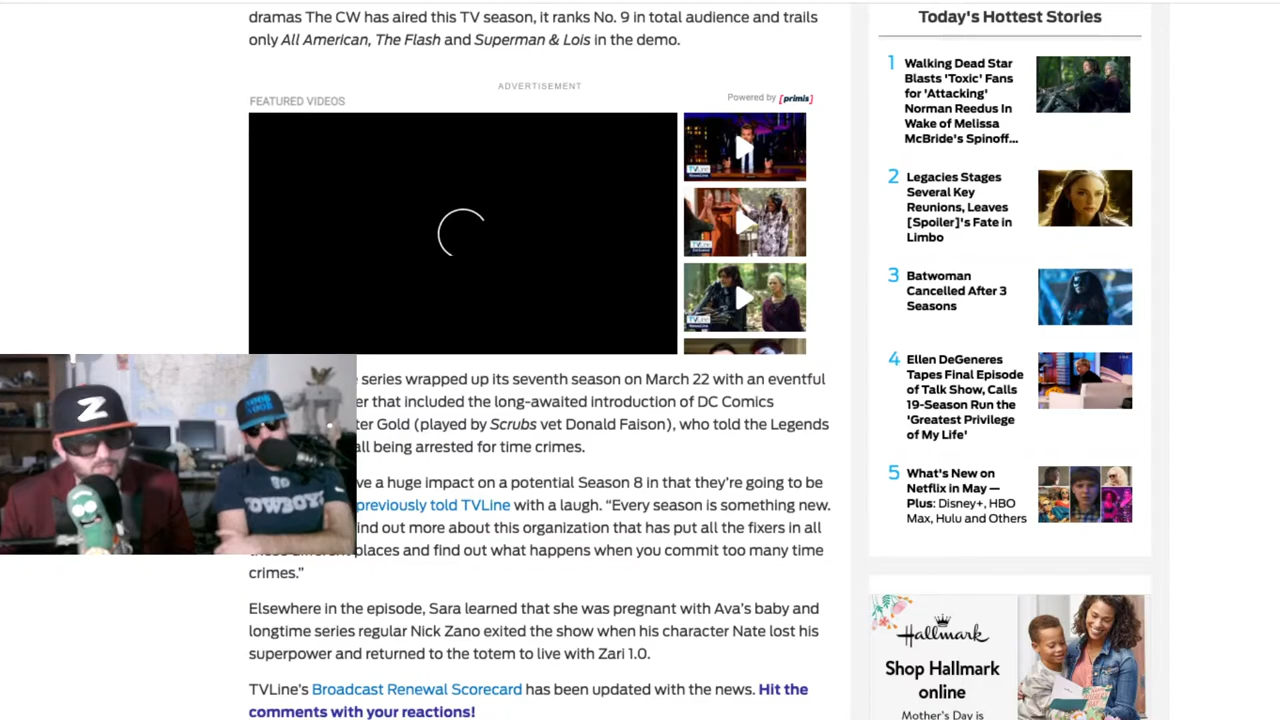 dramas The CW has aired this TV season, it ranks No. 9 in total audience and trails
only All American, The Flash and Superman & Lois in the demo.
ADVERTISEMENT
FEATURED VIDEOS
Powered by [primis]
series wrapped up its seventh season on March 22 with an eventful
er that included the long-awaited introduction of DC Comics
ter Gold (played by Scrubs vet Donald Faison), who told the Legends
all being arrested for time crimes.
ve a huge impact on a potential Season 8 in that they're going to be
previously told TVLine with a laugh. “Every season is something new.
ind out more about this organization that has put all the fixers in all
these different places and find out what happens when you commit too many time
crimes.”
Elsewhere in the episode, Sara learned that she was pregnant with Ava's baby and
longtime series regular Nick Zano exited the show when his character Nate lost his
superpower and returned to the totem to live with Zari 1.0.
TVLine's Broadcast Renewal Scorecard has been updated with the news. Hit the
comments with your reactions!
Z
NOOB
NOOB
GO
COWBOYS
Today's Hottest Stories
1
Walking Dead Star
Blasts 'Toxic' Fans
for 'Attacking'
Norman Reedus In
Wake of Melissa
McBride's Spinoff...
2
Legacies Stages
Several Key
Reunions, Leaves
[Spoiler]'s Fate in
Limbo
3
Batwoman
Cancelled After 3
Seasons
4
Ellen DeGeneres
Tapes Final Episode
of Talk Show, Calls
19-Season Run the
'Greatest Privilege
of My Life'
5
What's New on
Netflix in May —
Plus: Disney+, HBO
Max, Hulu and Others
Hallmark
Shop Hallmark
online
Mother's Day is